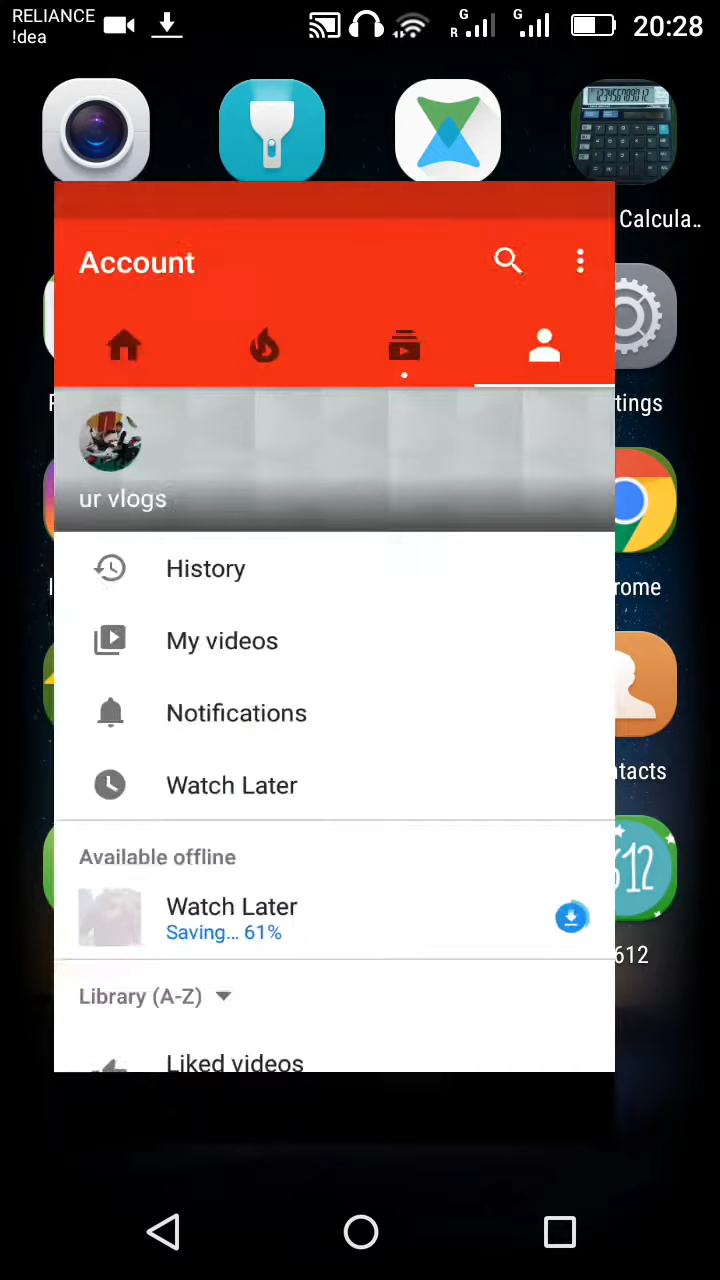 RELIANCE
!dea
G
R
G
20:28
Calcula..
Account
tings
ur vlogs
History
rome
My videos
Notifications
ntacts
Watch Later
Available offline
Watch Later
Saving... 61%
612
612
Library (A-Z)
Liked videos